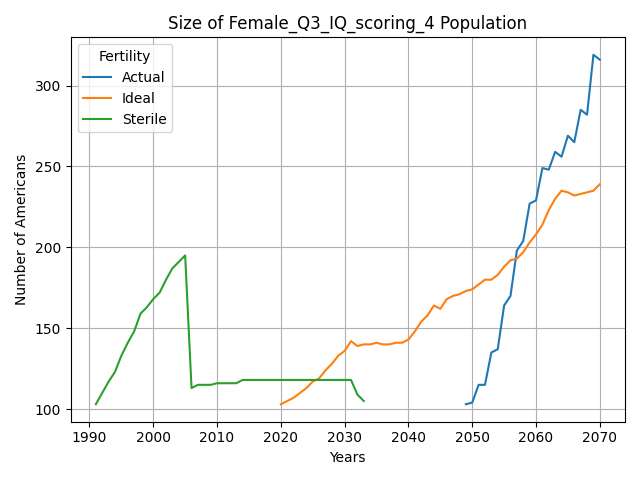 Size of Female_Q3_IQ_scoring_4 Population
Fertility
Actual
Ideal
Sterile
Number of Americans
300
250
200
150
100
1990 2000 2010 2020 2030 2040 2050 2060 2070
Years